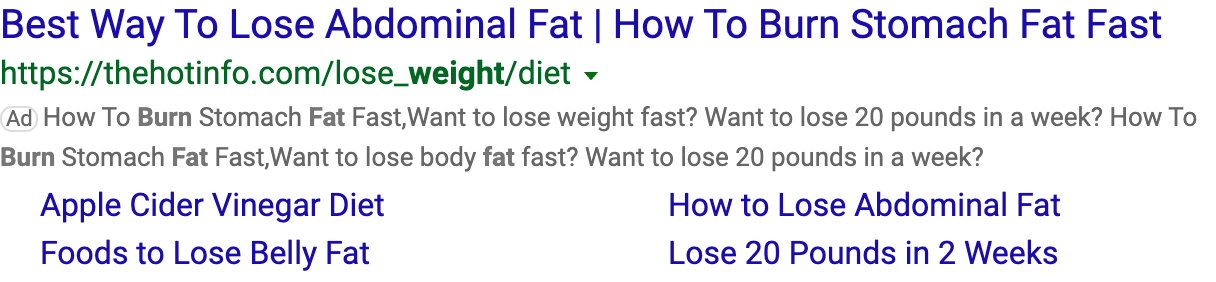 Best Way To Lose Abdominal Fat | How To Burn Stomach Fat Fast
https://thehotinfo.com/lose_weight/diet
Ad How To Burn Stomach Fat Fast,Want to lose weight fast? Want to lose 20 pounds in a week? How To
Burn Stomach Fat Fast,Want to lose body fat fast? Want to lose 20 pounds in a week?
Apple Cider Vinegar Diet How to Lose Abdominal Fat
Foods to Lose Belly Fat Lose 20 Pounds in 2 Weeks